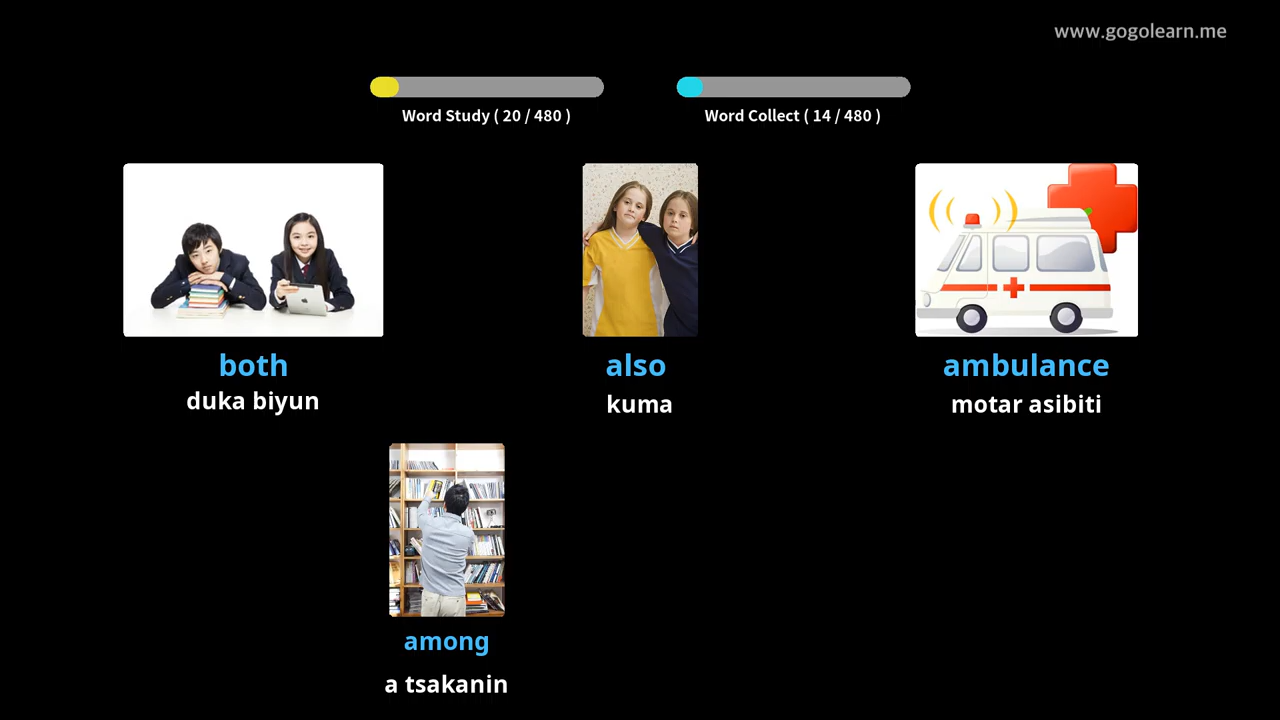 www.gogolearn.me
Word Study ( 20 / 480 )
Word Collect ( 14 / 480 )
both
duka biyun
also
kuma
ambulance
motar asibiti
among
a tsakanin